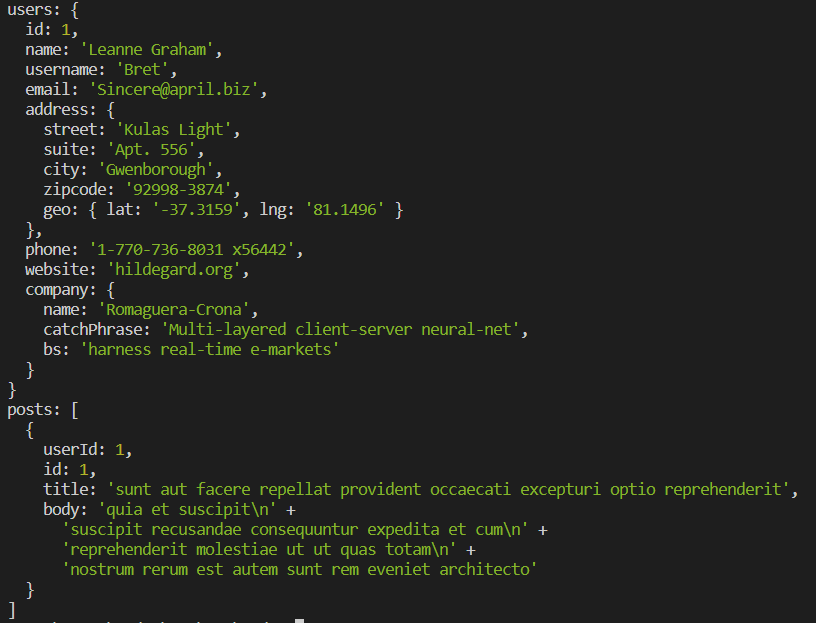 users: {
  id: 1,
  name: 'Leanne Graham',
  username: 'Bret',
  email: 'Sincere@april.biz',
  address: {
    street: 'Kulas Light',
    suite: 'Apt. 556',
    city: 'Gwenborough',
    zipcode: '92998-3874',
    geo: { lat: '-37.3159', lng: '81.1496' }
  },
  phone: '1-770-736-8031 x56442',
  website: 'hildegard.org',
  company: {
    name: 'Romaguera-Crona',
    catchPhrase: 'Multi-layered client-server neural-net',
    bs: 'harness real-time e-markets'
  }
}
posts: [
  {
    userId: 1,
    id: 1,
    title: 'sunt aut facere repellat provident occaecati excepturi optio reprehenderit',
    body: 'quia et suscipit\n' +
      'suscipit recusandae consequuntur expedita et cum\n' +
      'reprehenderit molestiae ut ut quas totam\n' +
      'nostrum rerum est autem sunt rem eveniet architecto'
  }
]